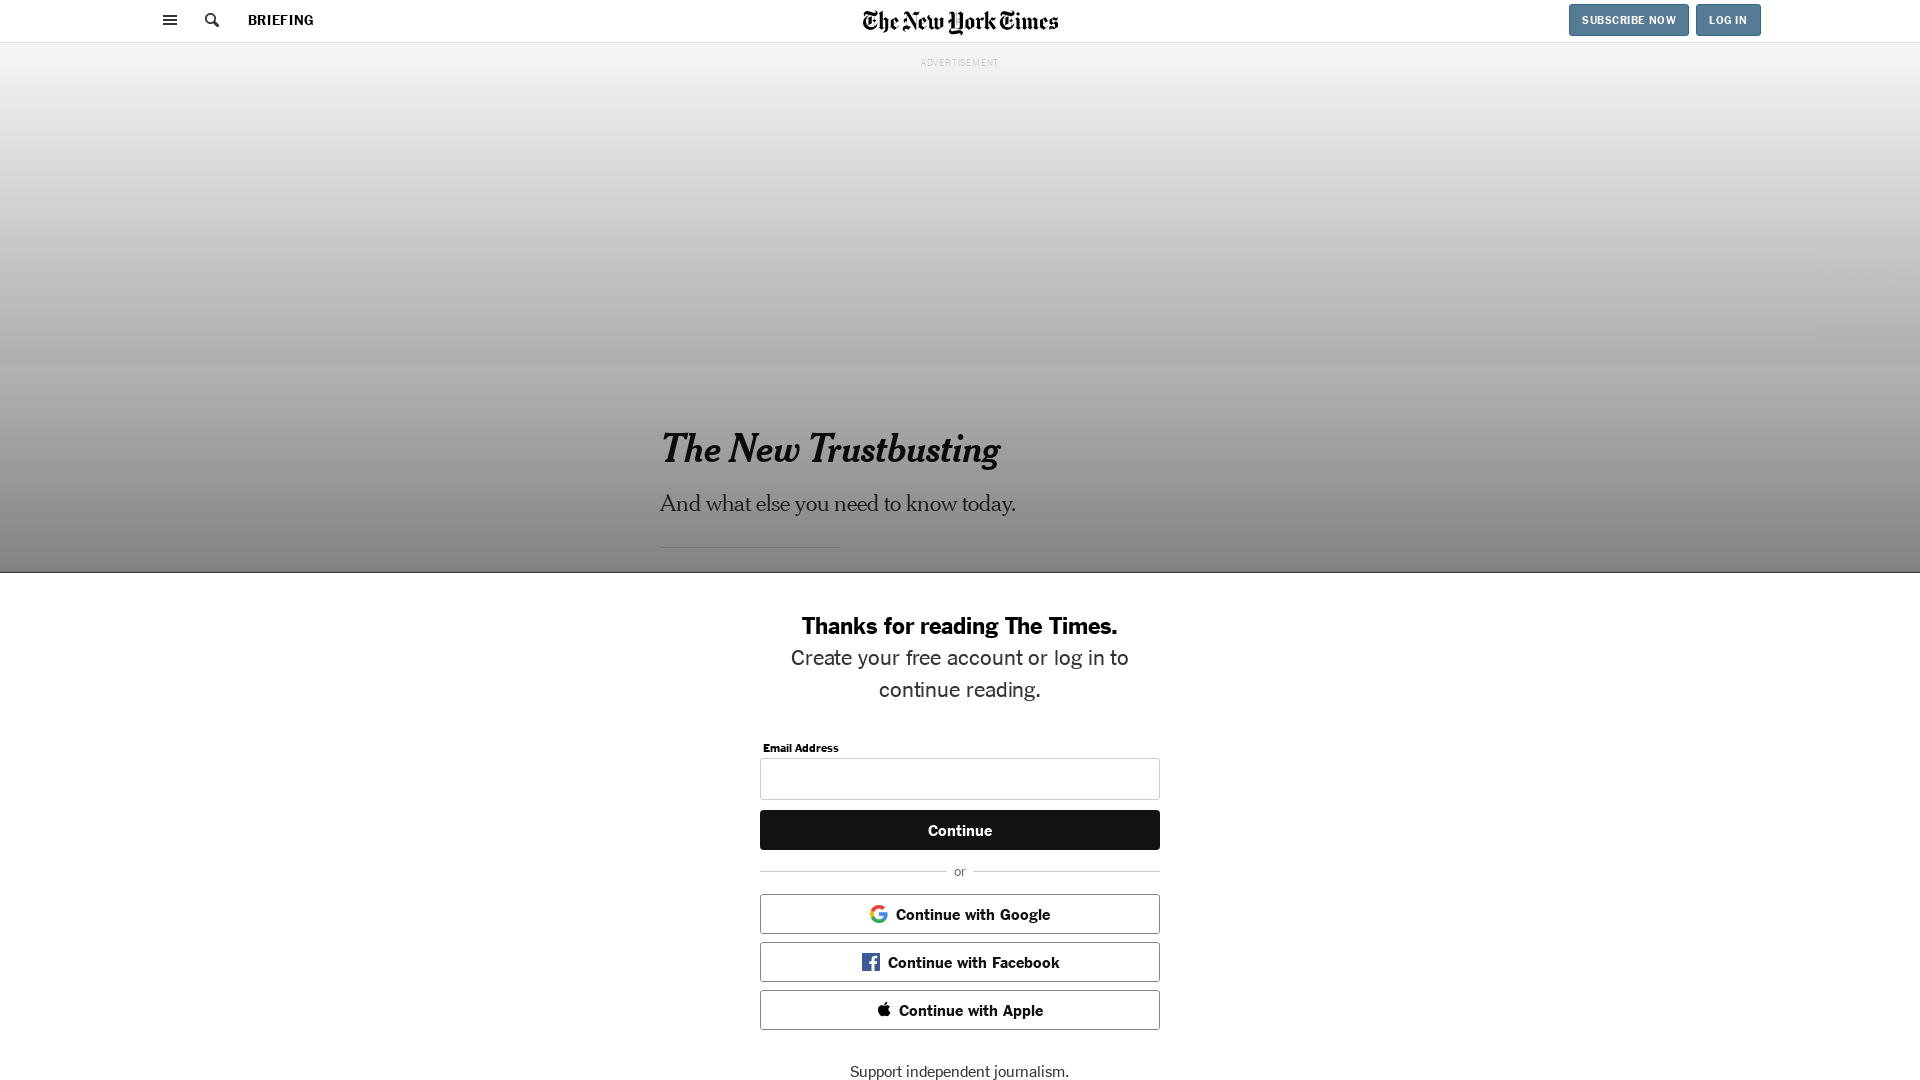 BRIEFING
The New York Times
SUBSCRIBE NOW
LOG IN
ADVERTISEMENT
The New Trustbusting
And what else you need to know today.
Thanks for reading The Times.
Create your free account or log in to
continue reading.
Email Address
Continue
or
Continue with Google
Continue with Facebook
Continue with Apple
Support independent journalism.